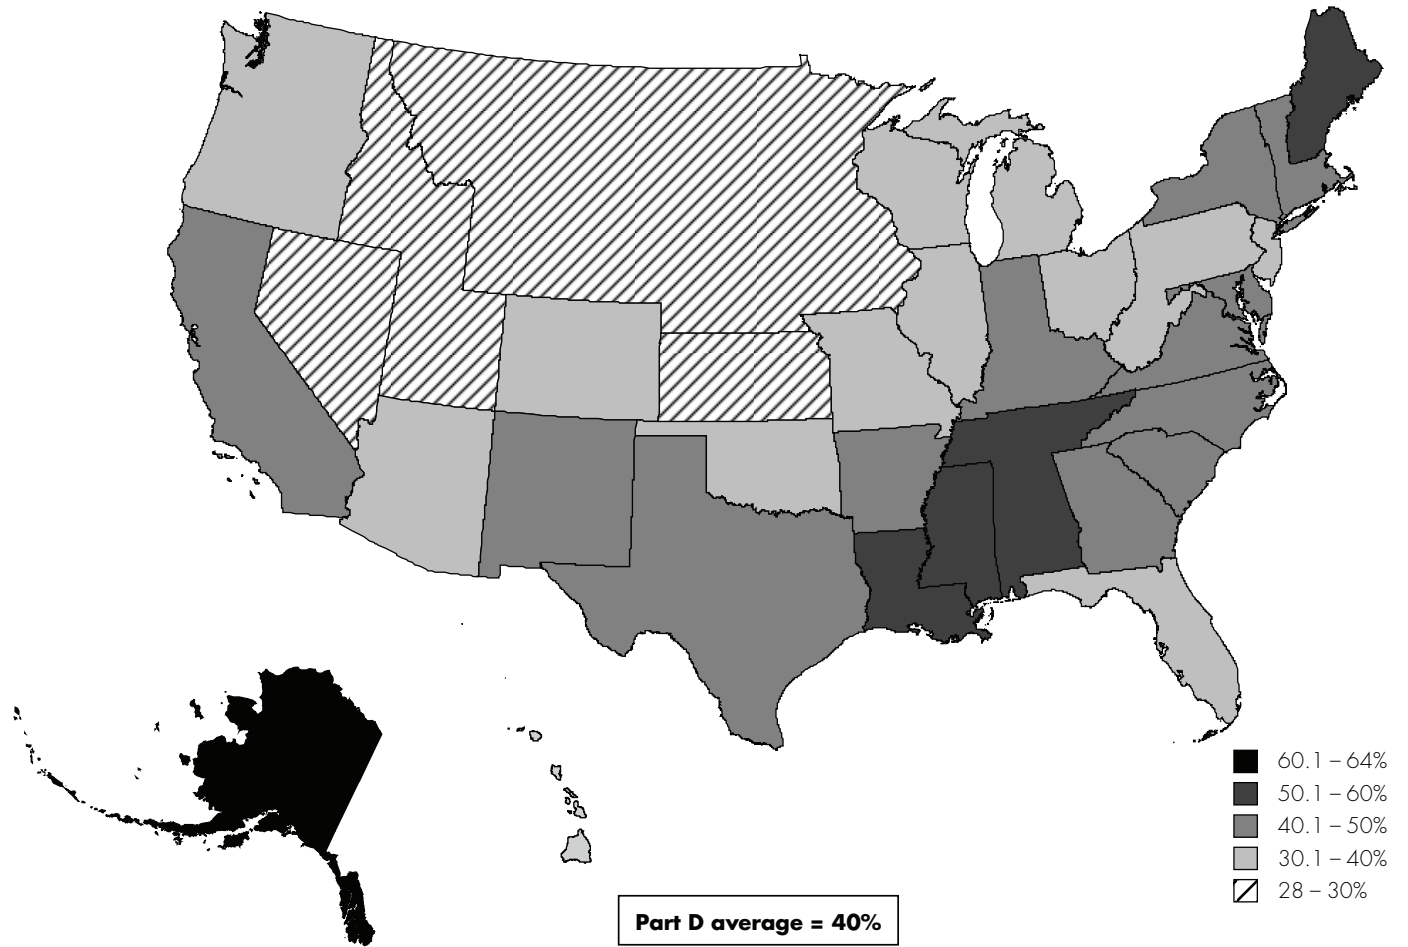 60.1 – 64%
50.1 – 60%
40.1 – 50%
30.1 – 40%
28 – 30%
Part D average = 40%